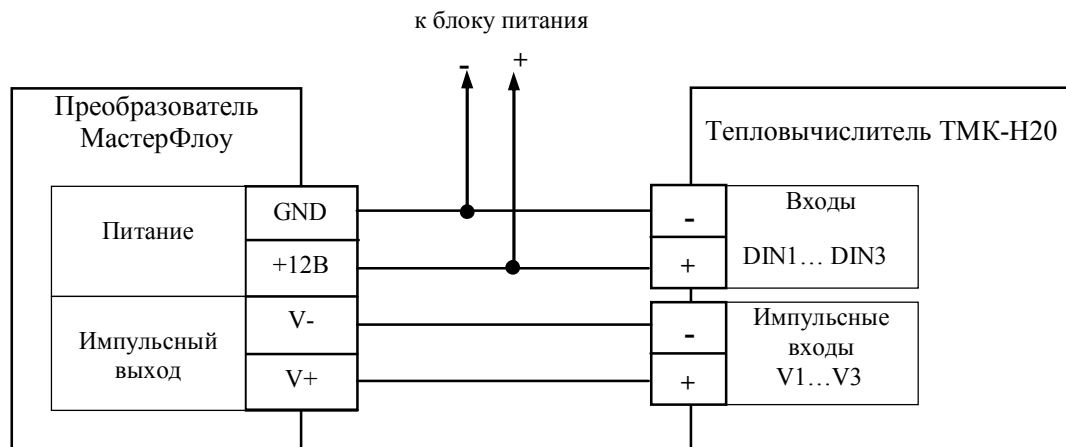 к блоку питания
- +
Преобразователь
МастерФлоу
Тепловычислитель ТМК-Н20
Питание
GND
+12В
Импульсный
выход
V-
V+
-
+
Входы
DIN1… DIN3
-
+
Импульсные
входы
V1…V3